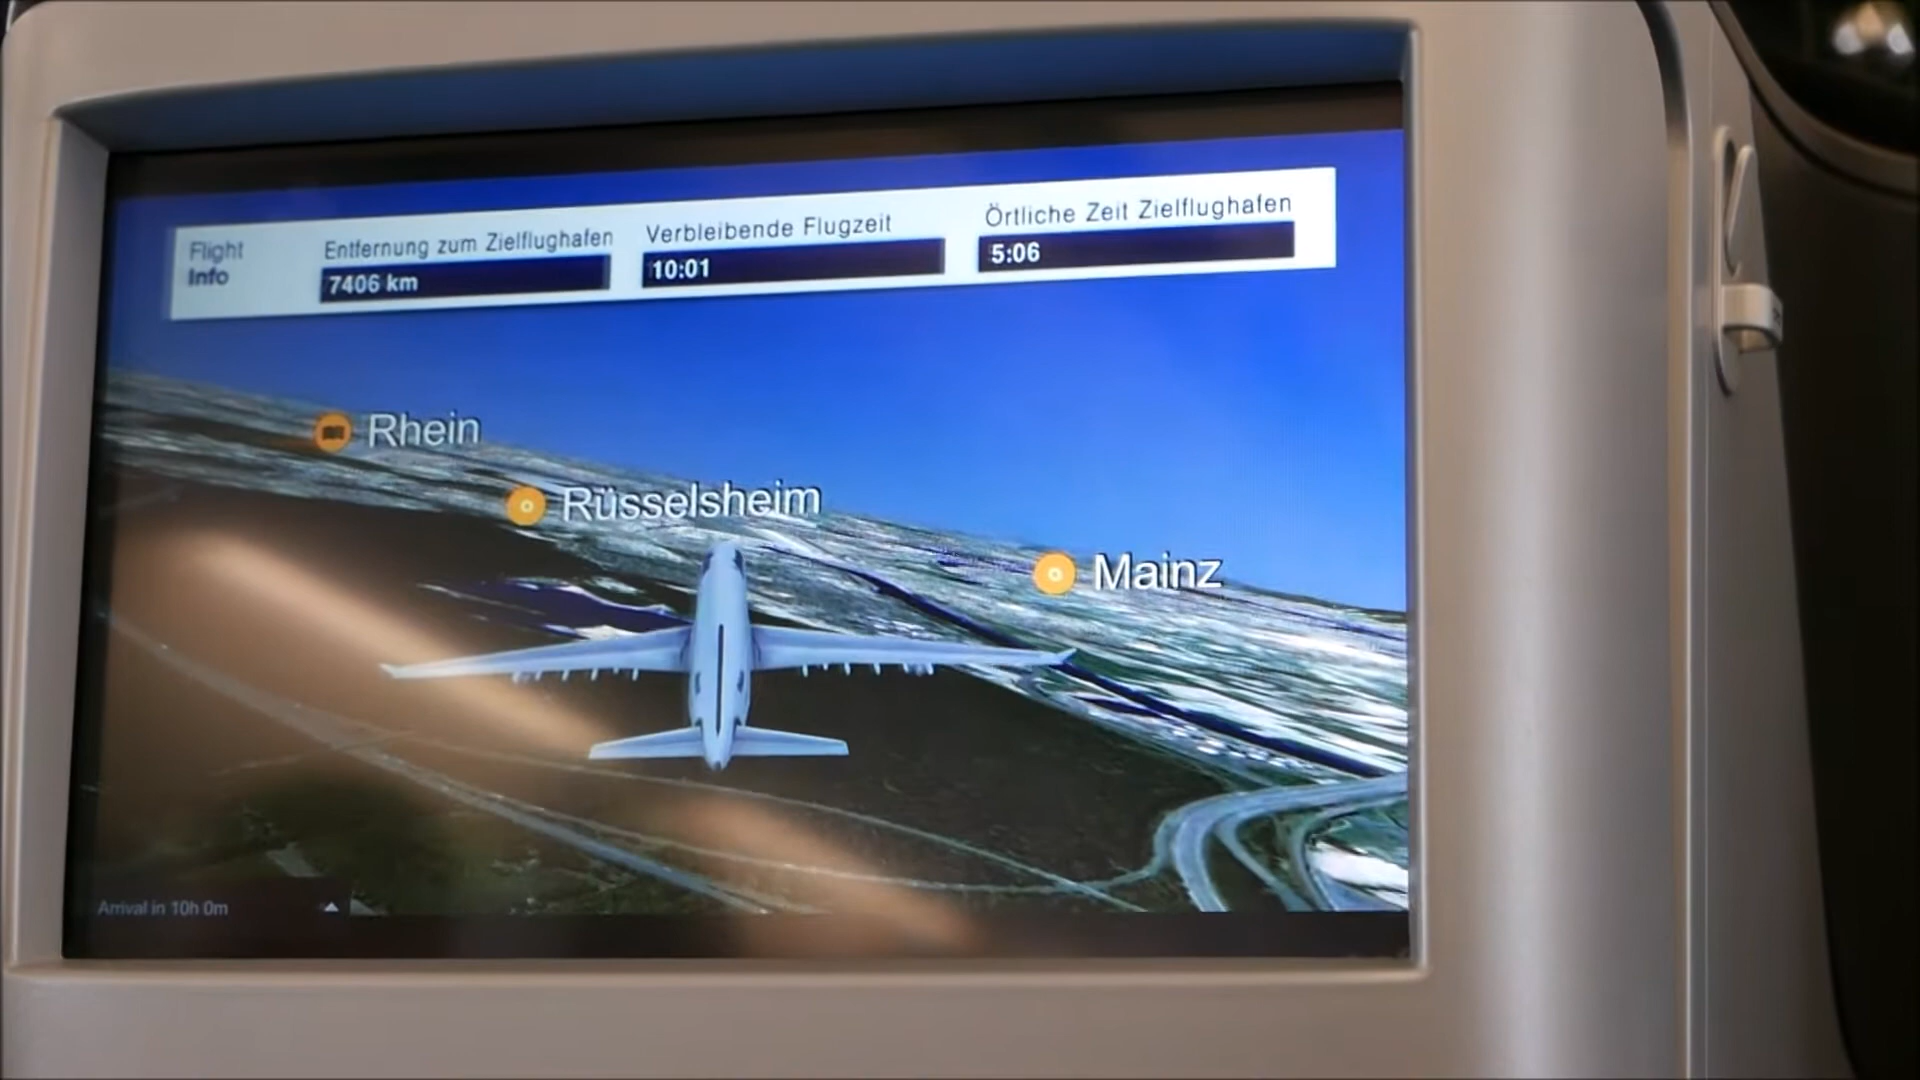 Flight
Info
Entfernung zum Zielflughafen
7406 km
Verbleibende Flugzeit
10:01
Örtliche Zeit Zielflughafen
5:06
Rhein
Rüsselsheim
Mainz
Arrival in 10h 0m